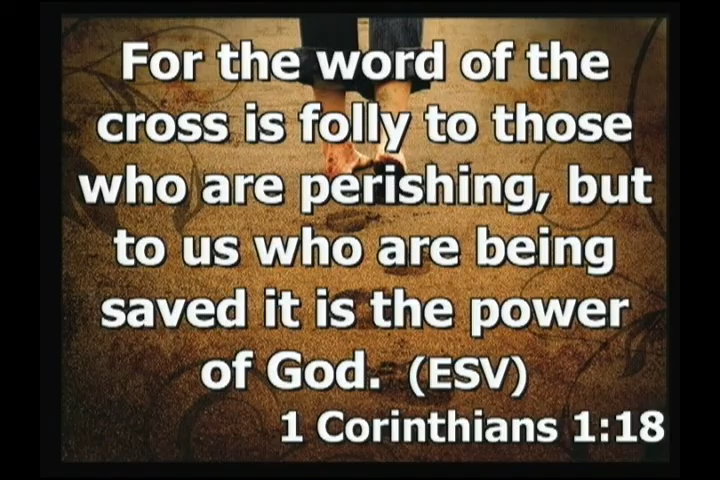 For the word of the
cross is folly to those
who are perishing, but
to us who are being
saved it is the power
of God. (ESV)
1 Corinthians 1:18